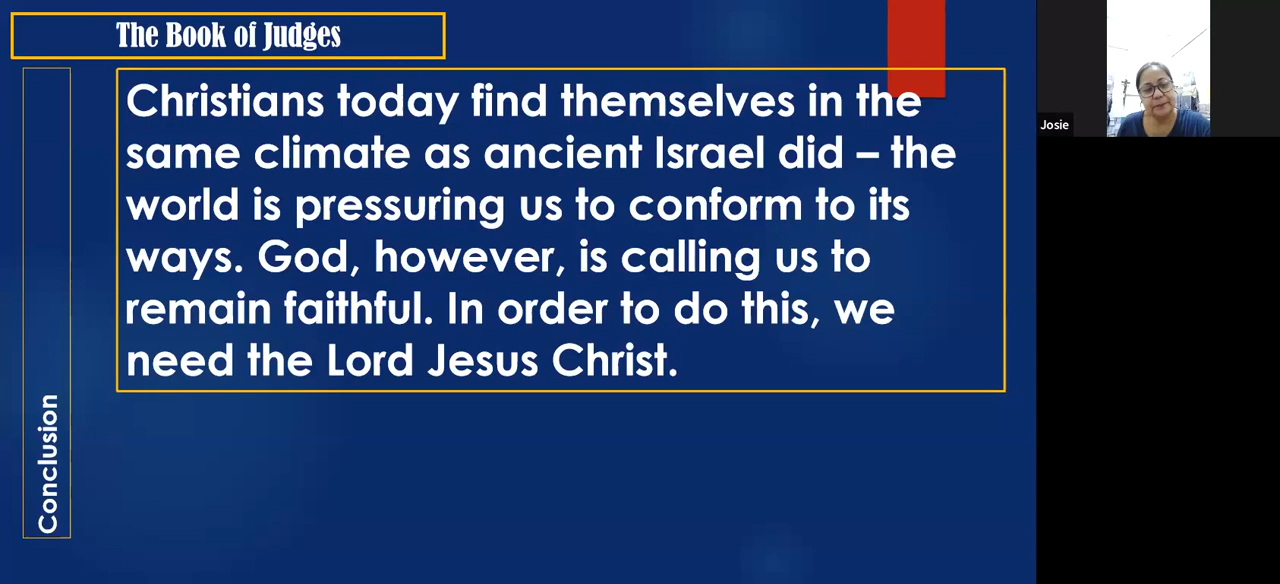 The Book of Judges
Christians today find themselves in the
same climate as ancient Israel did – the
world is pressuring us to conform to its
ways. God, however, is calling us to
remain faithful. In order to do this, we
need the Lord Jesus Christ.
Conclusion
Josie